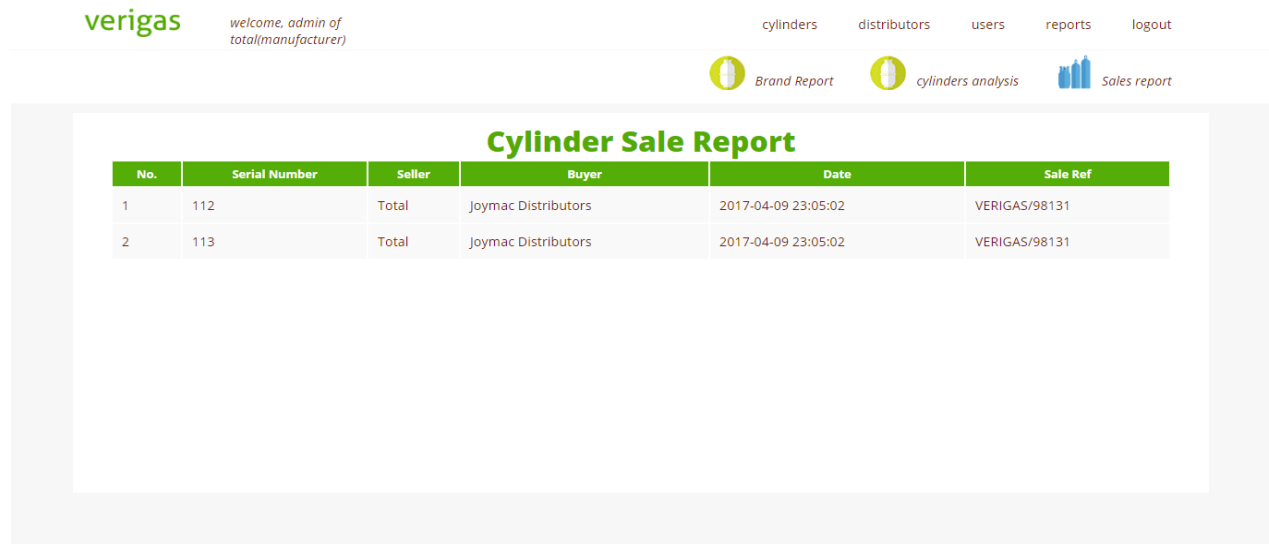 verigas
welcome, admin of
total(manufacturer)
cylinders distributors users reports logout
Brand Report cylinders analysis Sales report
Cylinder Sale Report
No. Serial Number Seller Buyer Date Sale Ref
1 112 Total Joymac Distributors 2017-04-09 23:05:02 VERIGAS/98131
2 113 Total Joymac Distributors 2017-04-09 23:05:02 VERIGAS/98131